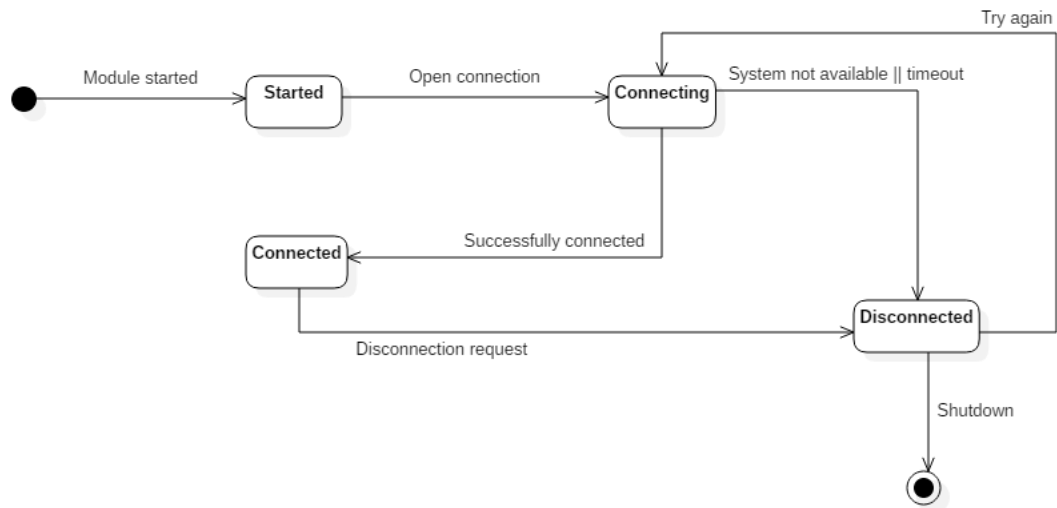 Try again
Module started
Open connection
System not available || timeout
Started
Connecting
Successfully connected
Connected
Disconnected
Disconnection request
Shutdown